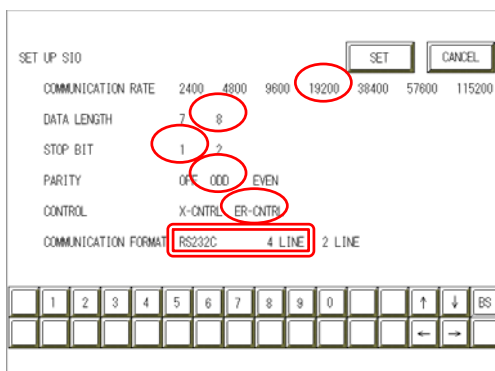 SET UP SIO SET CANCEL
COMMUNICATION RATE 2400 4800 9600 19200 38400 57600 115200
DATA LENGTH 7 8
STOP BIT 1 2
PARITY OFF ODD EVEN
CONTROL X-CNTRL ER-CNTRL
COMMUNICATION FORMAT RS232C 4 LINE 2 LINE
1 2 3 4 5 6 7 8 9 0 ↑ ↓ BS
← →